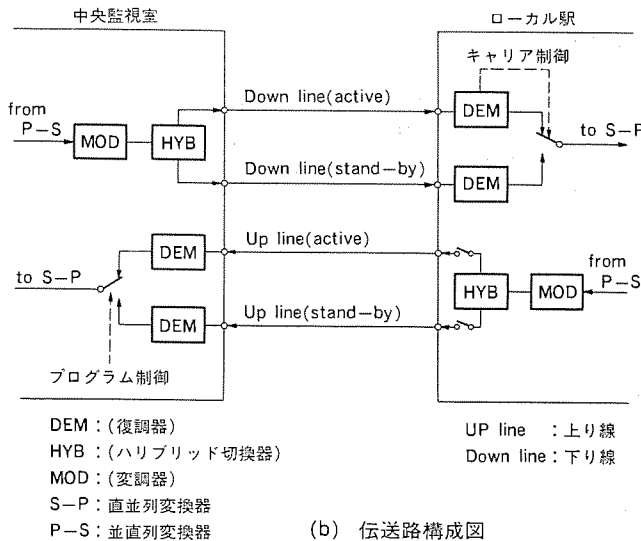 中央監視室
ローカル駅
キャリア制御
from
P−S
MOD
HYB
Down line(active)
DEM
to S−P
Down line(stand−by)
DEM
Up line(active)
DEM
to S−P
from
P−S
HYB
MOD
Up line(stand−by)
DEM
プログラム制御
DEM:(復調器)
HYB:(ハリブリッド切換器)
MOD:(変調器)
S−P:直並列変換器
P−S:並直列変換器
UP line :上り線
Down line:下り線
(b) 伝送路構成図